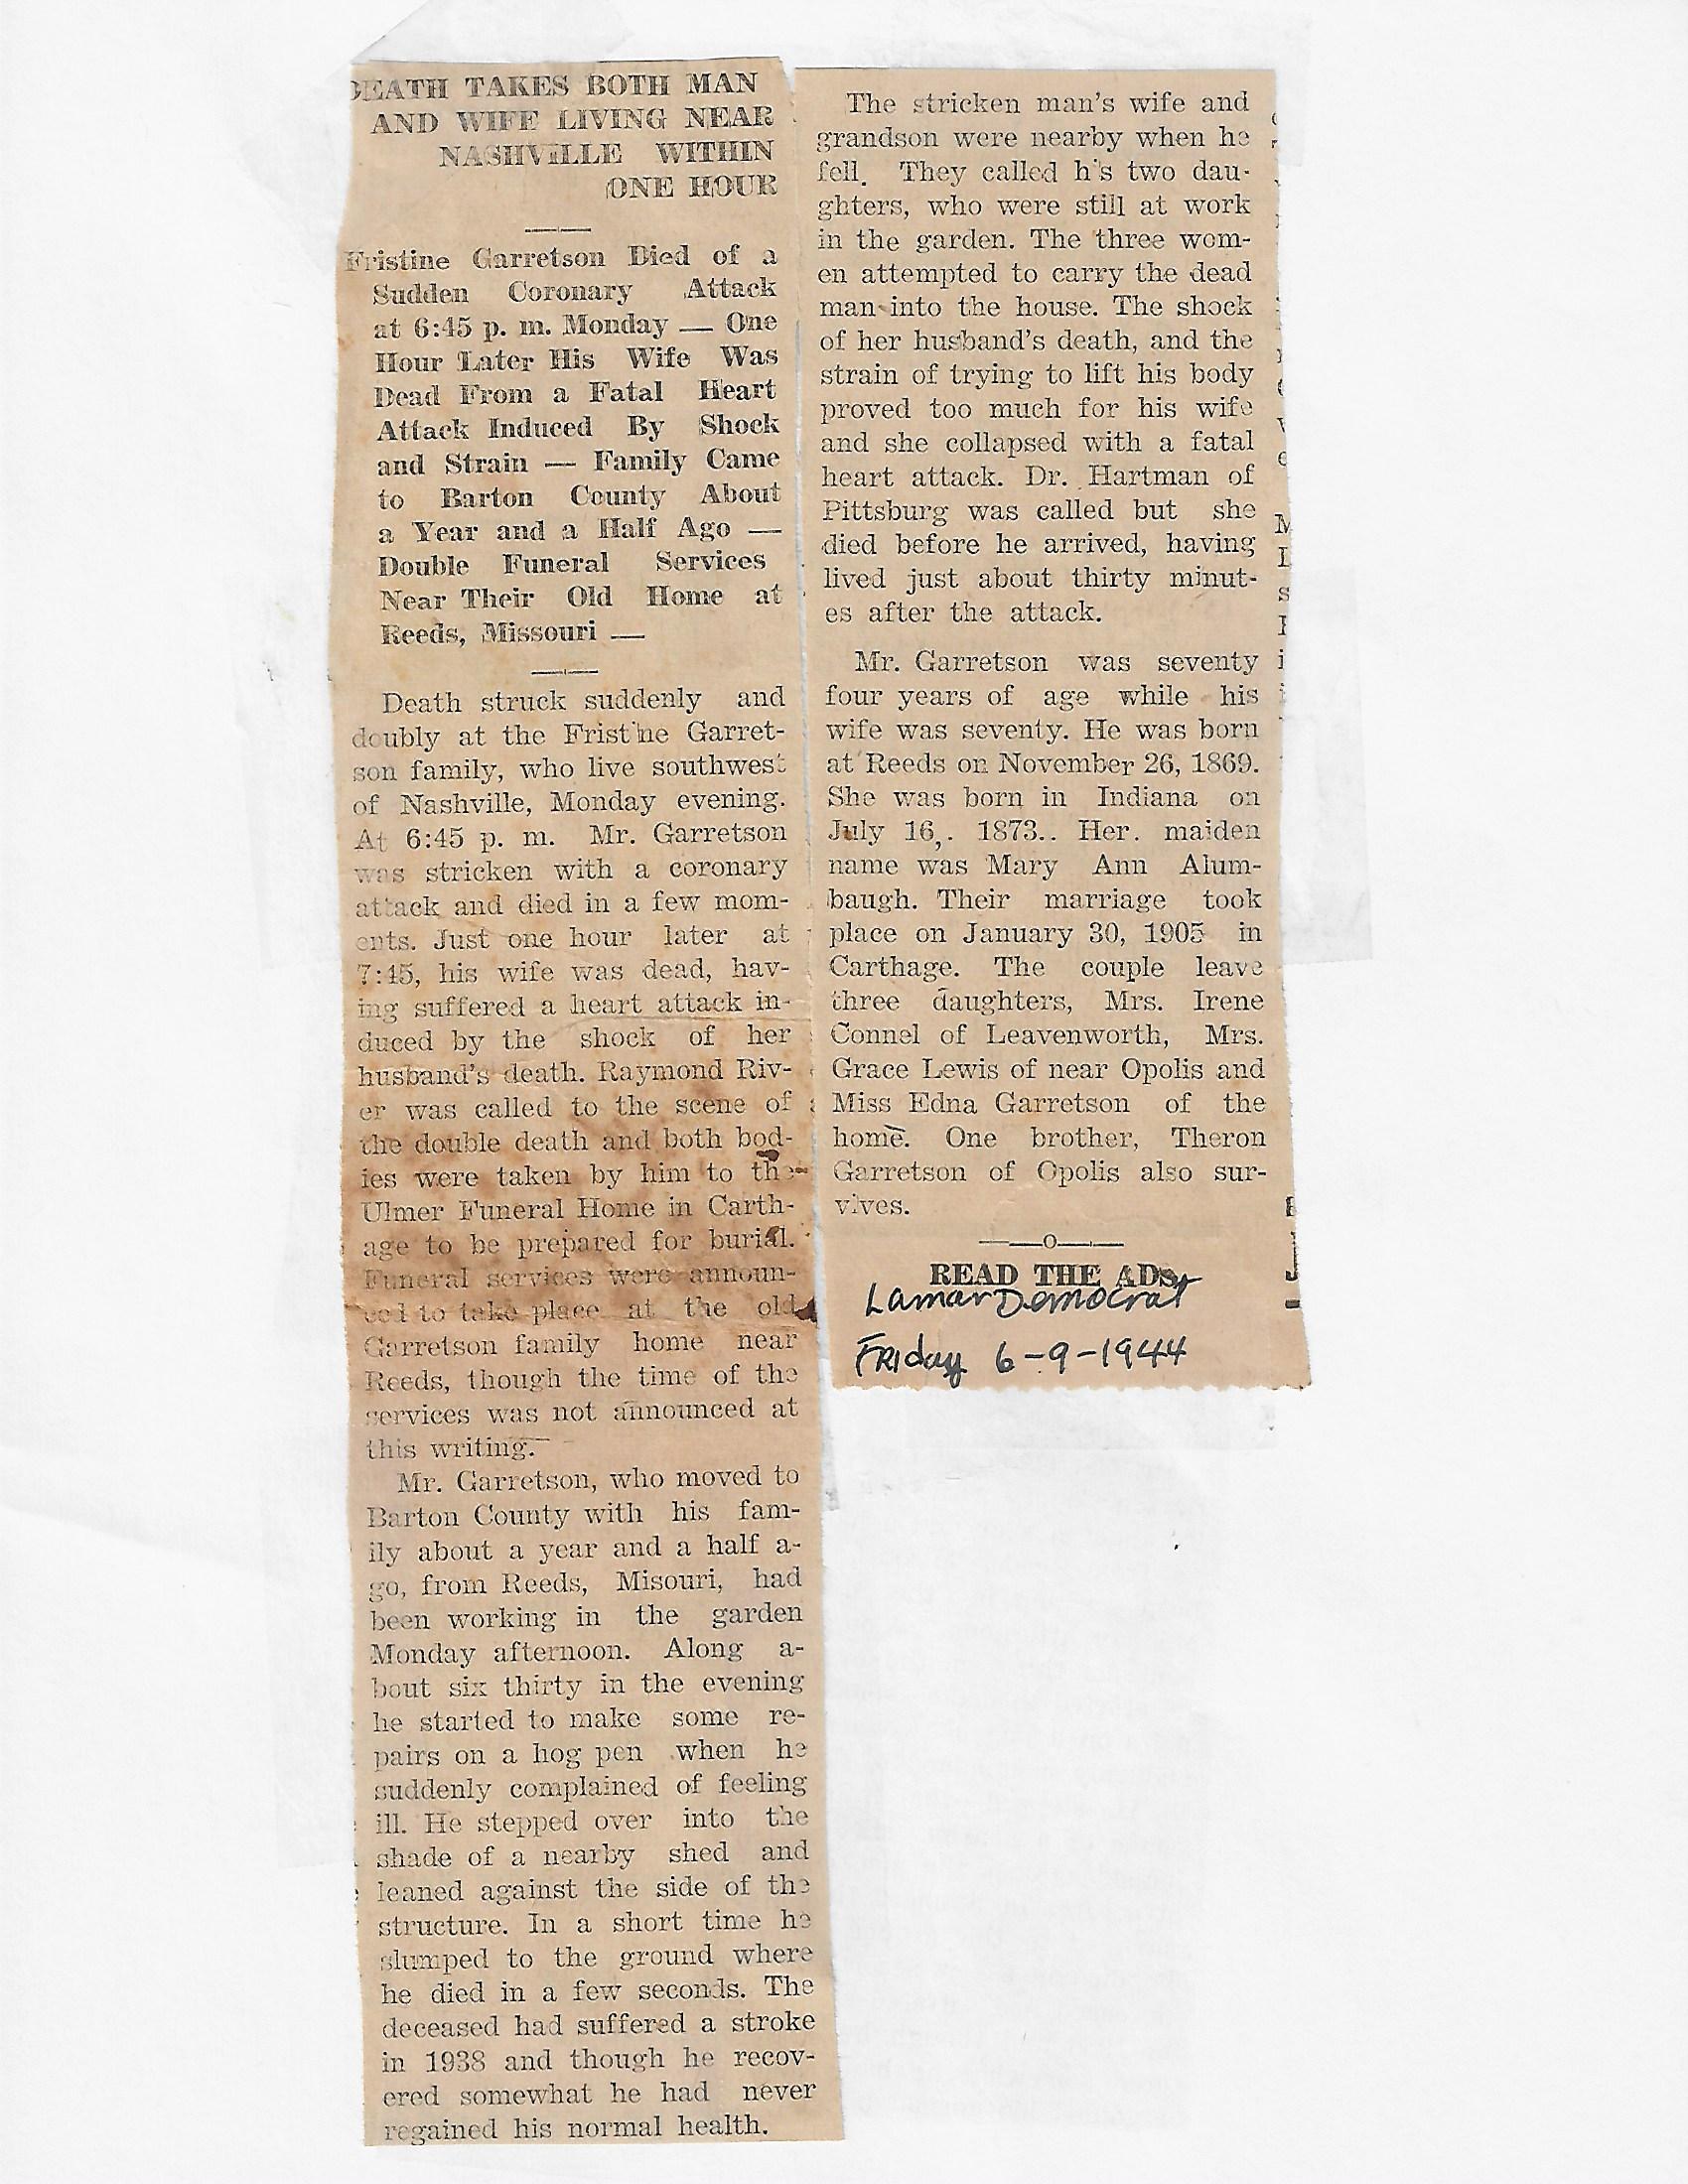 DEATH TAKES BOTH MAN
AND WIFE LIVING NEAR
NASHVILLE WITHIN
ONE HOUR
Fristine Garretson Died of a
Sudden Coronary Attack
at 6:45 p. m. Monday — One
Hour Later His Wife Was
Dead From a Fatal Heart
Attack Induced By Shock
and Strain — Family Came
to Barton County About
a Year and a Half Ago —
Double Funeral Services
Near Their Old Home at
Reeds, Missouri —
Death struck suddenly and
doubly at the Fristine Garret-
son family, who live southwest
of Nashville, Monday evening.
At 6:45 p. m. Mr. Garretson
was stricken with a coronary
attack and died in a few mom-
ents. Just one hour later at
7:45, his wife was dead, hav-
ing suffered a heart attack in-
duced by the shock of her
husband's death. Raymond Riv-
er was called to the scene of
the double death and both bod-
ies were taken by him to the
Ulmer Funeral Home in Carth-
age to be prepared for burial.
Funeral services were announ-
ced to take place at the old
Garretson family home near
Reeds, though the time of the
services was not announced at
this writing.
Mr. Garretson, who moved to
Barton County with his fam-
ily about a year and a half a-
go, from Reeds, Misouri, had
been working in the garden
Monday afternoon. Along a-
bout six thirty in the evening
he started to make some re-
pairs on a hog pen when he
suddenly complained of feeling
ill. He stepped over into the
shade of a nearby shed and
leaned against the side of the
structure. In a short time he
slumped to the ground where
he died in a few seconds. The
deceased had suffered a stroke
in 1938 and though he recov-
ered somewhat he had never
regained his normal health.
The stricken man's wife and
grandson were nearby when he
fell. They called h's two dau-
ghters, who were still at work
in the garden. The three wom-
en attempted to carry the dead
man into the house. The shock
of her husband's death, and the
strain of trying to lift his body
proved too much for his wife
and she collapsed with a fatal
heart attack. Dr. Hartman of
Pittsburg was called but she
died before he arrived, having
lived just about thirty minut-
es after the attack.
Mr. Garretson was seventy
four years of age while his
wife was seventy. He was born
at Reeds on November 26, 1869.
She was born in Indiana on
July 16,. 1873.. Her. maiden
name was Mary Ann Alum-
baugh. Their marriage took
place on January 30, 1905 in
Carthage. The couple leave
three daughters, Mrs. Irene
Connel of Leavenworth, Mrs.
Grace Lewis of near Opolis and
Miss Edna Garretson of the
home. One brother, Theron
Garretson of Opolis also sur-
vives.
—o—
READ THE ADS
Lamar Democrat
Friday 6-9-1944